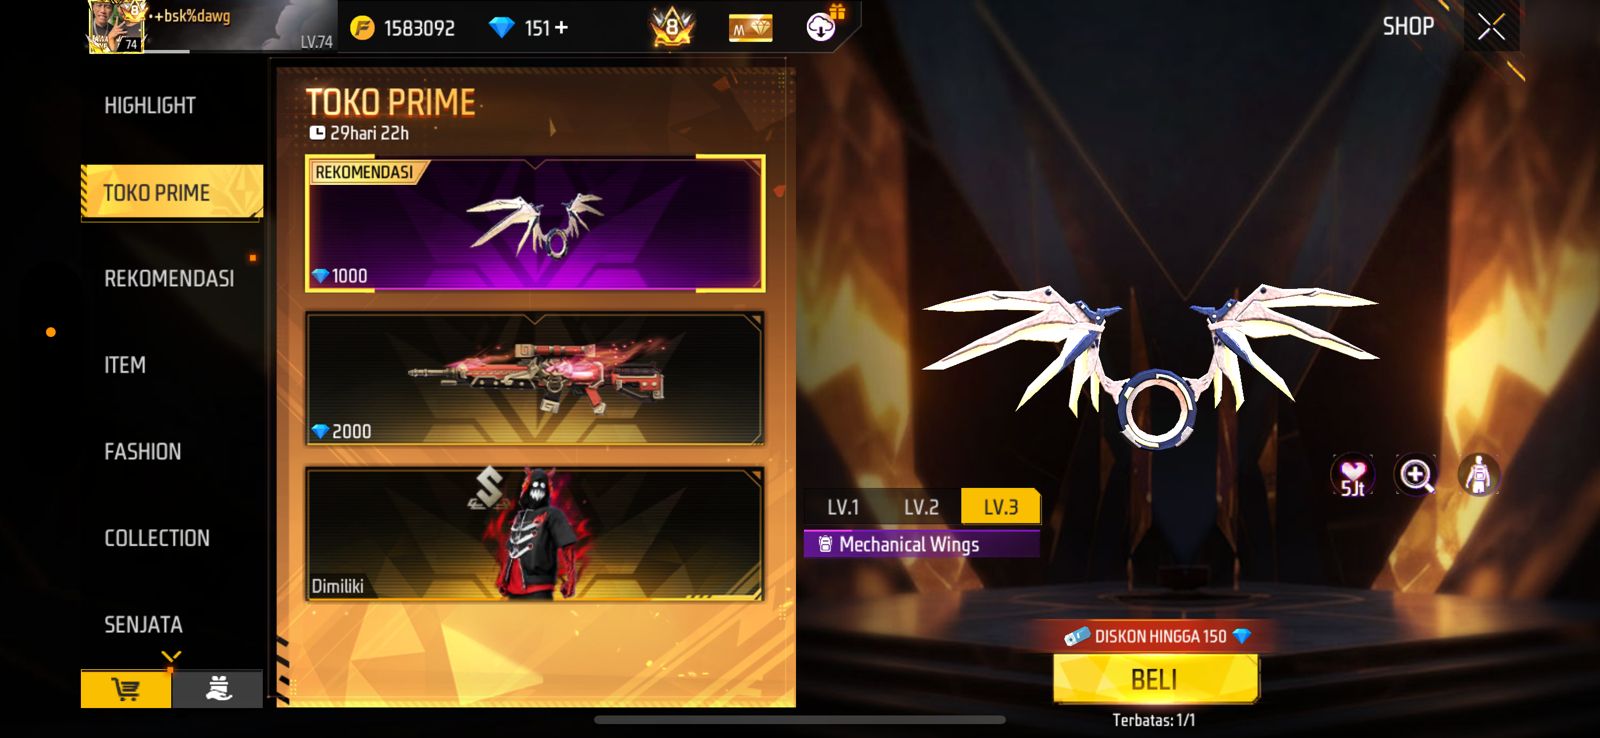 •+bsk%dawg
74
LV.74
1583092
151 +
8
M
SHOP
HIGHLIGHT
TOKO PRIME
REKOMENDASI
ITEM
FASHION
COLLECTION
SENJATA
TOKO PRIME
29hari 22h
REKOMENDASI
1000
2000
Dimiliki
5Jt
LV.1
LV.2
LV.3
Mechanical Wings
DISKON HINGGA 150
BELI
Terbatas: 1/1